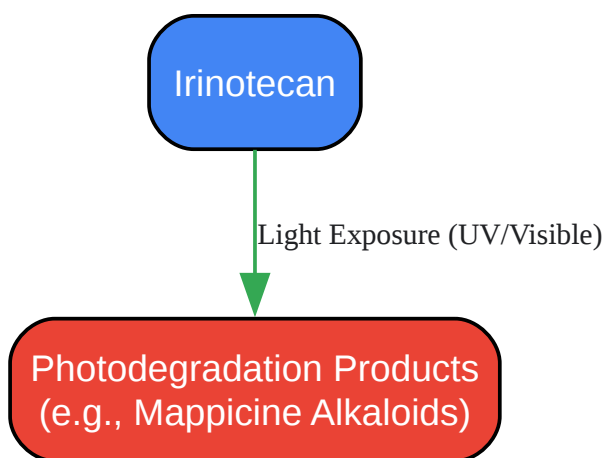 Irinotecan
Light Exposure (UV/Visible)
Photodegradation Products
(e.g., Mappicine Alkaloids)